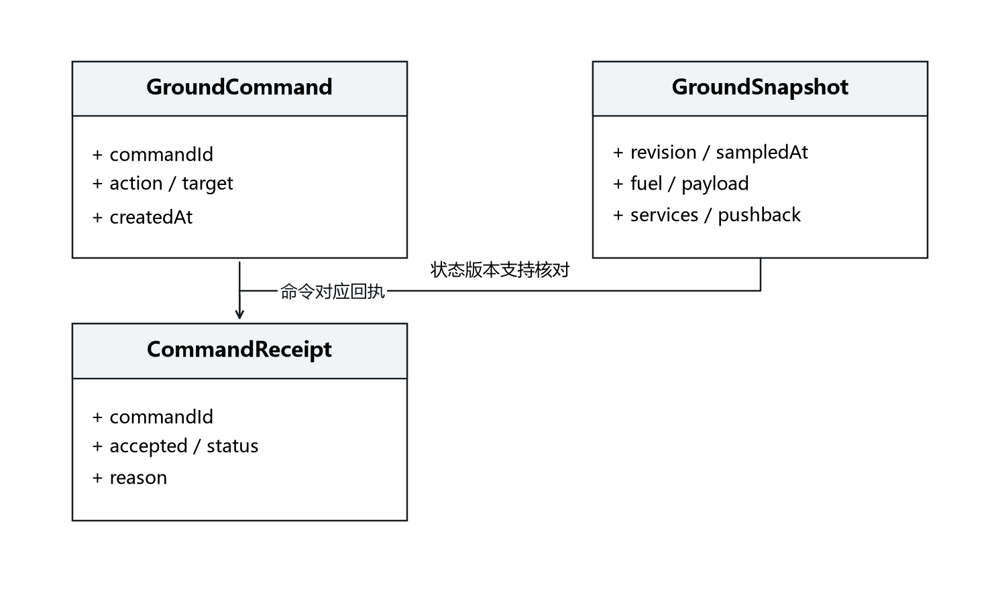 GroundCommand
+ commandId
+ action / target
+ createdAt
GroundSnapshot
+ revision / sampledAt
+ fuel / payload
+ services / pushback
状态版本支持核对
命令对应回执
CommandReceipt
+ commandId
+ accepted / status
+ reason